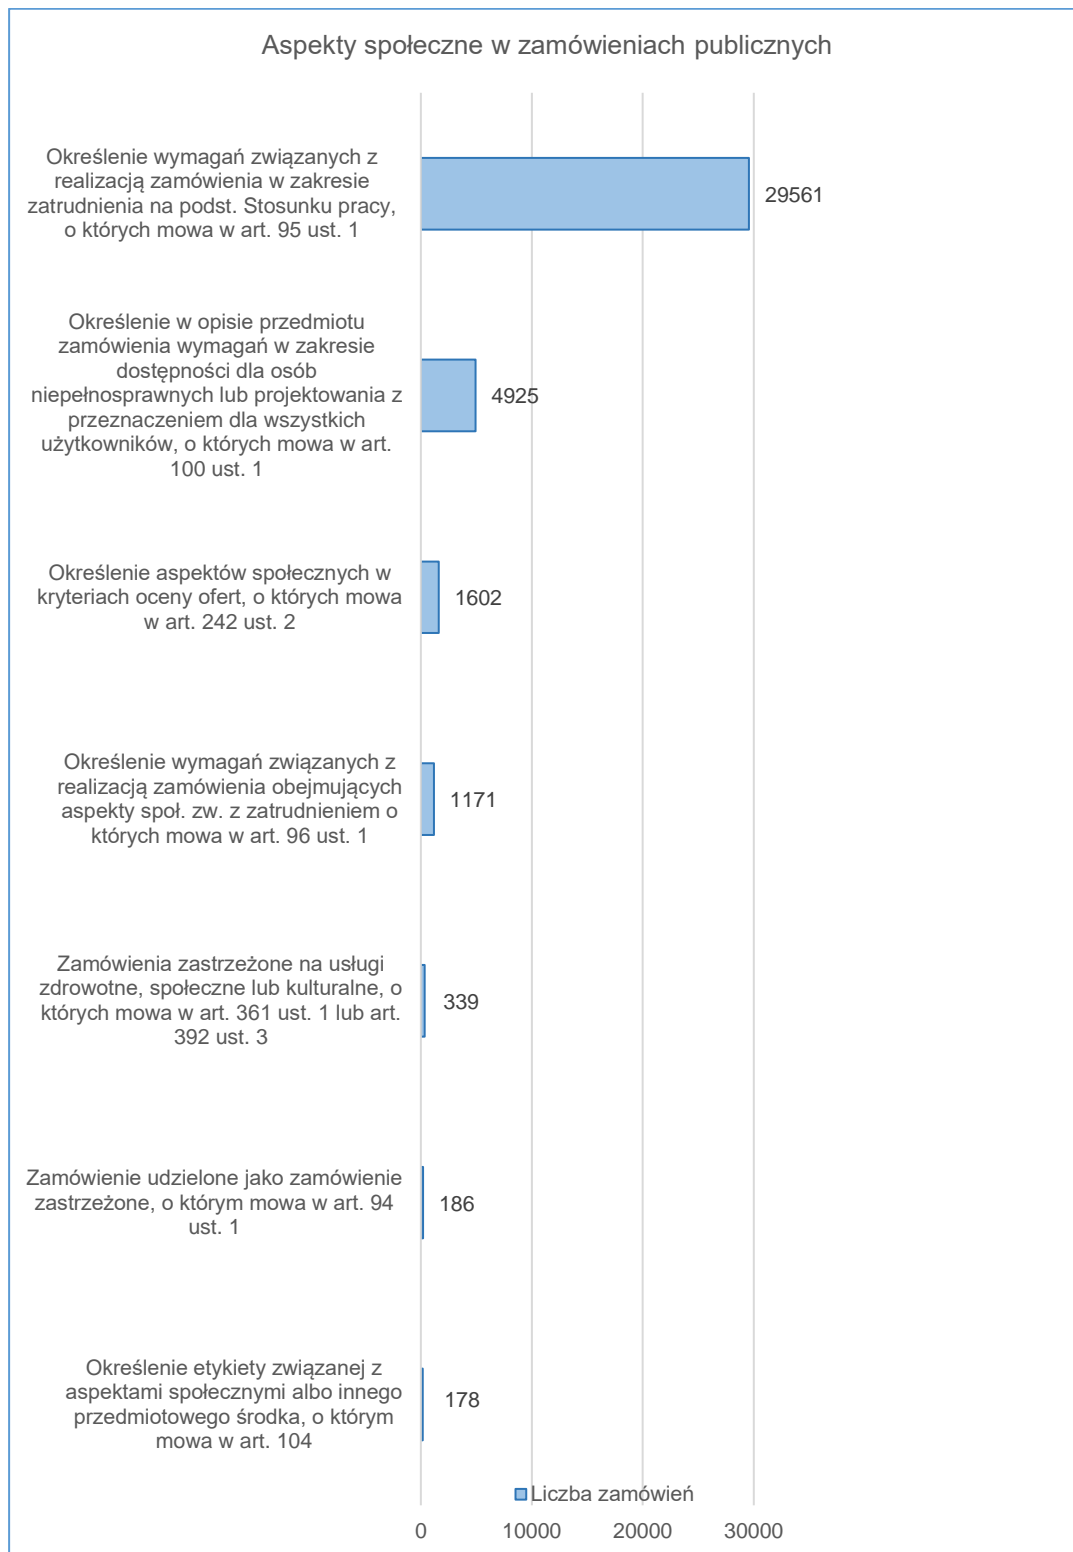 Aspekty społeczne w zamówieniach publicznych
Określenie wymagań związanych z
realizacją zamówienia w zakresie
zatrudnienia na podst. Stosunku pracy,
o których mowa w art. 95 ust. 1
29561
Określenie w opisie przedmiotu
zamówienia wymagań w zakresie
dostępności dla osób
niepełnosprawnych lub projektowania z
przeznaczeniem dla wszystkich
użytkowników, o których mowa w art.
100 ust. 1
4925
Określenie aspektów społecznych w
kryteriach oceny ofert, o których mowa
w art. 242 ust. 2
1602
Określenie wymagań związanych z
realizacją zamówienia obejmujących
aspekty społ. zw. z zatrudnieniem o
których mowa w art. 96 ust. 1
1171
Zamówienia zastrzeżone na usługi
zdrowotne, społeczne lub kulturalne, o
których mowa w art. 361 ust. 1 lub art.
392 ust. 3
339
Zamówienie udzielone jako zamówienie
zastrzeżone, o którym mowa w art. 94
ust. 1
186
Określenie etykiety związanej z
aspektami społecznymi albo innego
przedmiotowego środka, o którym
mowa w art. 104
178
Liczba zamówień
0 10000 20000 30000